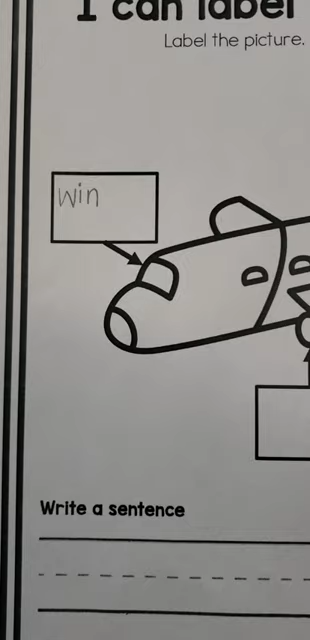 I can label
Label the picture.
win
Write a sentence